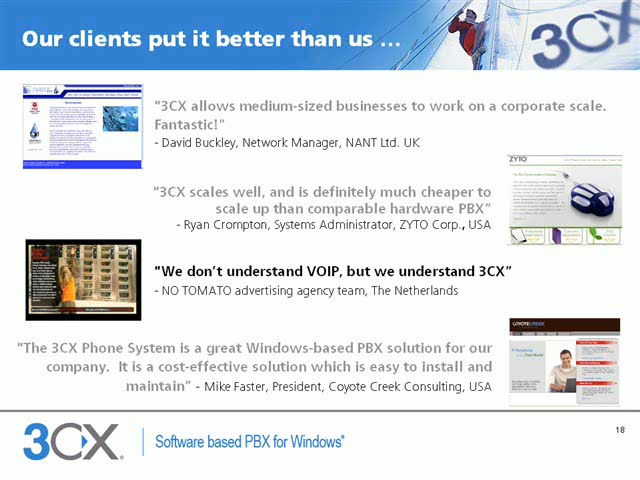 Our clients put it better than us ...
3CX
"3CX allows medium-sized businesses to work on a corporate scale.
Fantastic!"
- David Buckley, Network Manager, NANT Ltd. UK
ZYTO
"3CX scales well, and is definitely much cheaper to
scale up than comparable hardware PBX"
- Ryan Crompton, Systems Administrator, ZYTO Corp., USA
"We don't understand VOIP, but we understand 3CX"
- NO TOMATO advertising agency team, The Netherlands
COYOTE CREEK
"The 3CX Phone System is a great Windows-based PBX solution for our
company. It is a cost-effective solution which is easy to install and
maintain" - Mike Faster, President, Coyote Creek Consulting, USA
18
3CX®
Software based PBX for Windows®